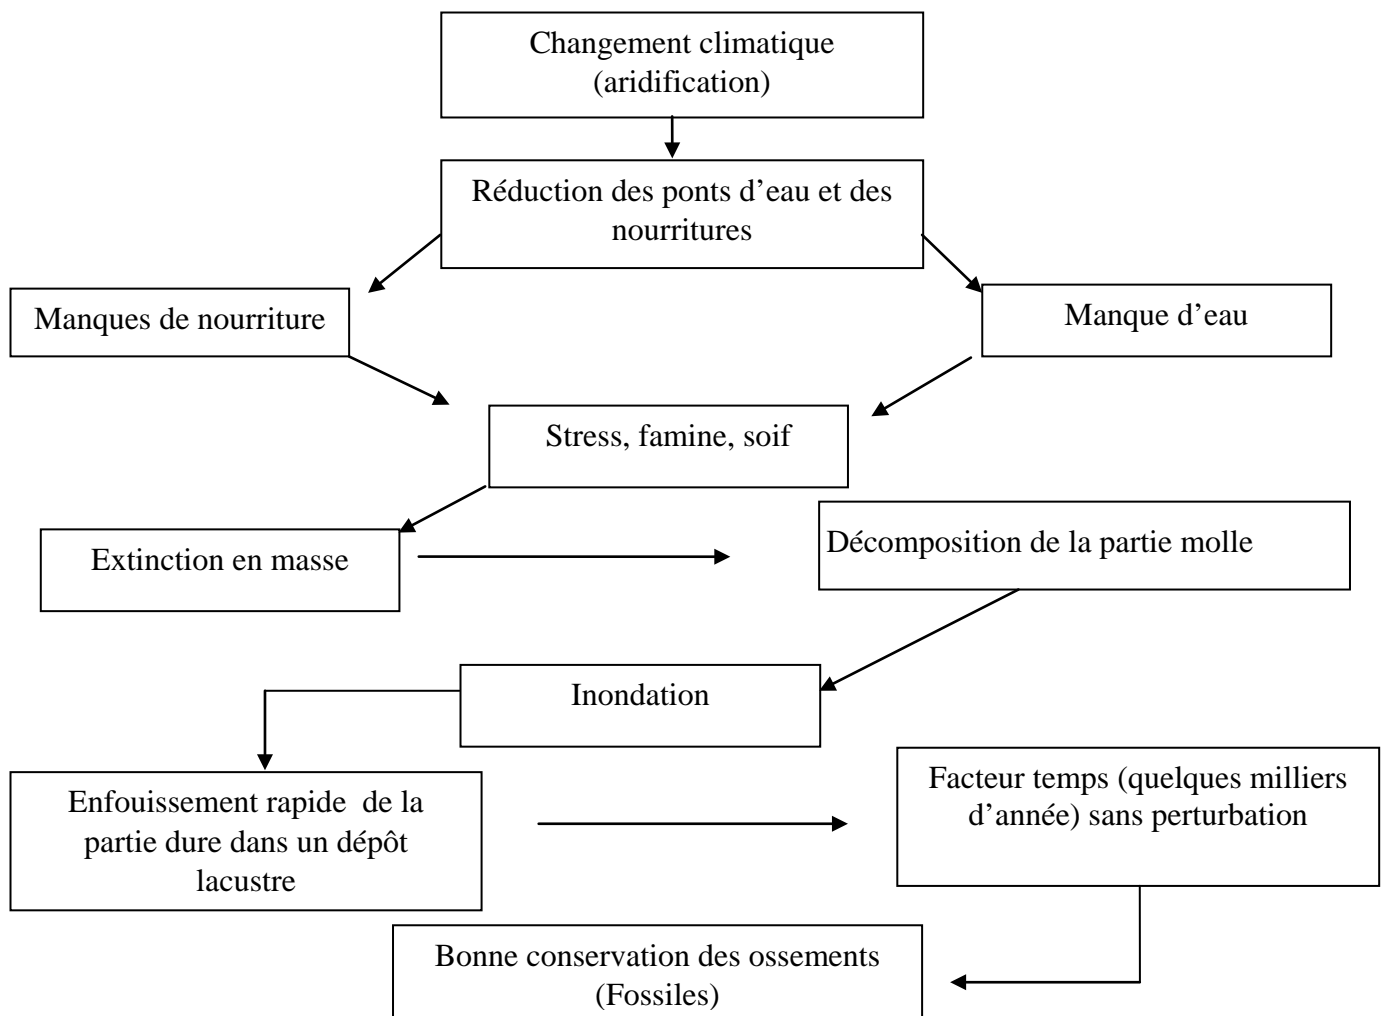 Changement climatique
(aridification)
Réduction des ponts d’eau et des
nourritures
Manques de nourriture
Manque d’eau
Stress, famine, soif
Extinction en masse
Décomposition de la partie molle
Inondation
Enfouissement rapide de la
partie dure dans un dépôt
lacustre
Facteur temps (quelques milliers
d’année) sans perturbation
Bonne conservation des ossements
(Fossiles)